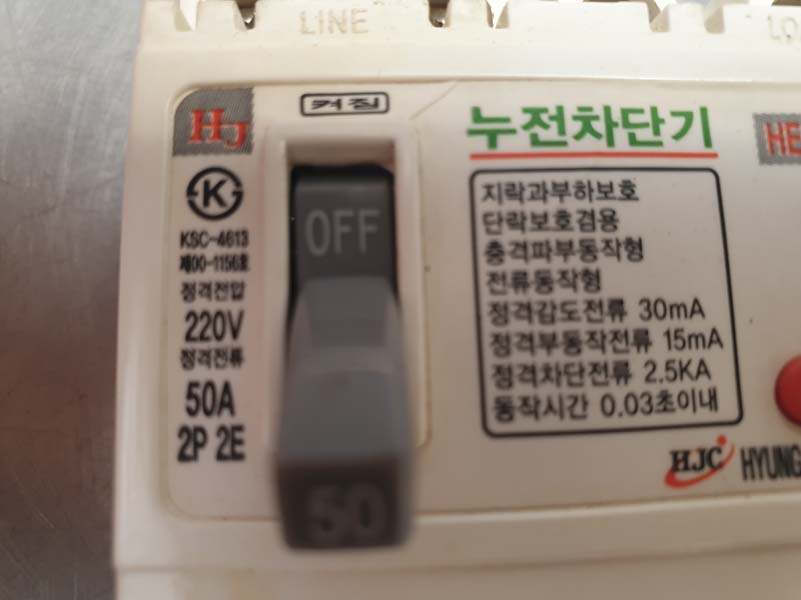 LINE
LO
켜짐
HJ
누전차단기
HE
K
KSC-4613
제00-1156호
정격전압
220V
정격전류
50A
2P 2E
OFF
50
지락과부하보호
단락보호겸용
충격파부동작형
전류동작형
정격감도전류 30mA
정격부동작전류 15mA
정격차단전류 2.5KA
동작시간 0.03초이내
HJC HYUNG